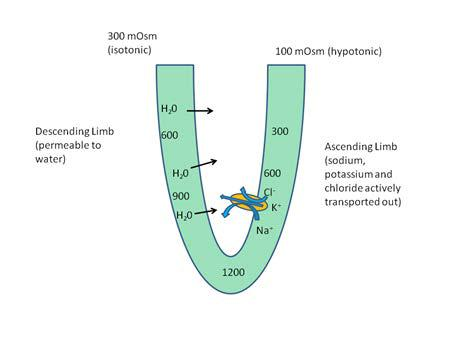 300 mOsm
(isotonic)
100 mOsm (hypotonic)
Descending Limb
(permeable to
water)
H₂0
600
H₂0
900
H₂0
1200
300
600
Cl⁻
K⁺
Na⁺
Ascending Limb
(sodium,
potassium and
chloride actively
transported out)